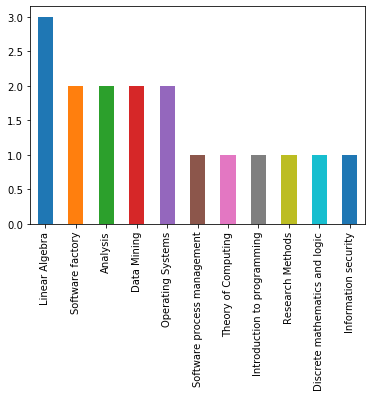 3.0
2.5
2.0
1.5
1.0
0.5
0.0
Linear Algebra
Software factory
Analysis
Data Mining
Operating Systems
Software process management
Theory of Computing
Introduction to programming
Research Methods
Discrete mathematics and logic
Information security